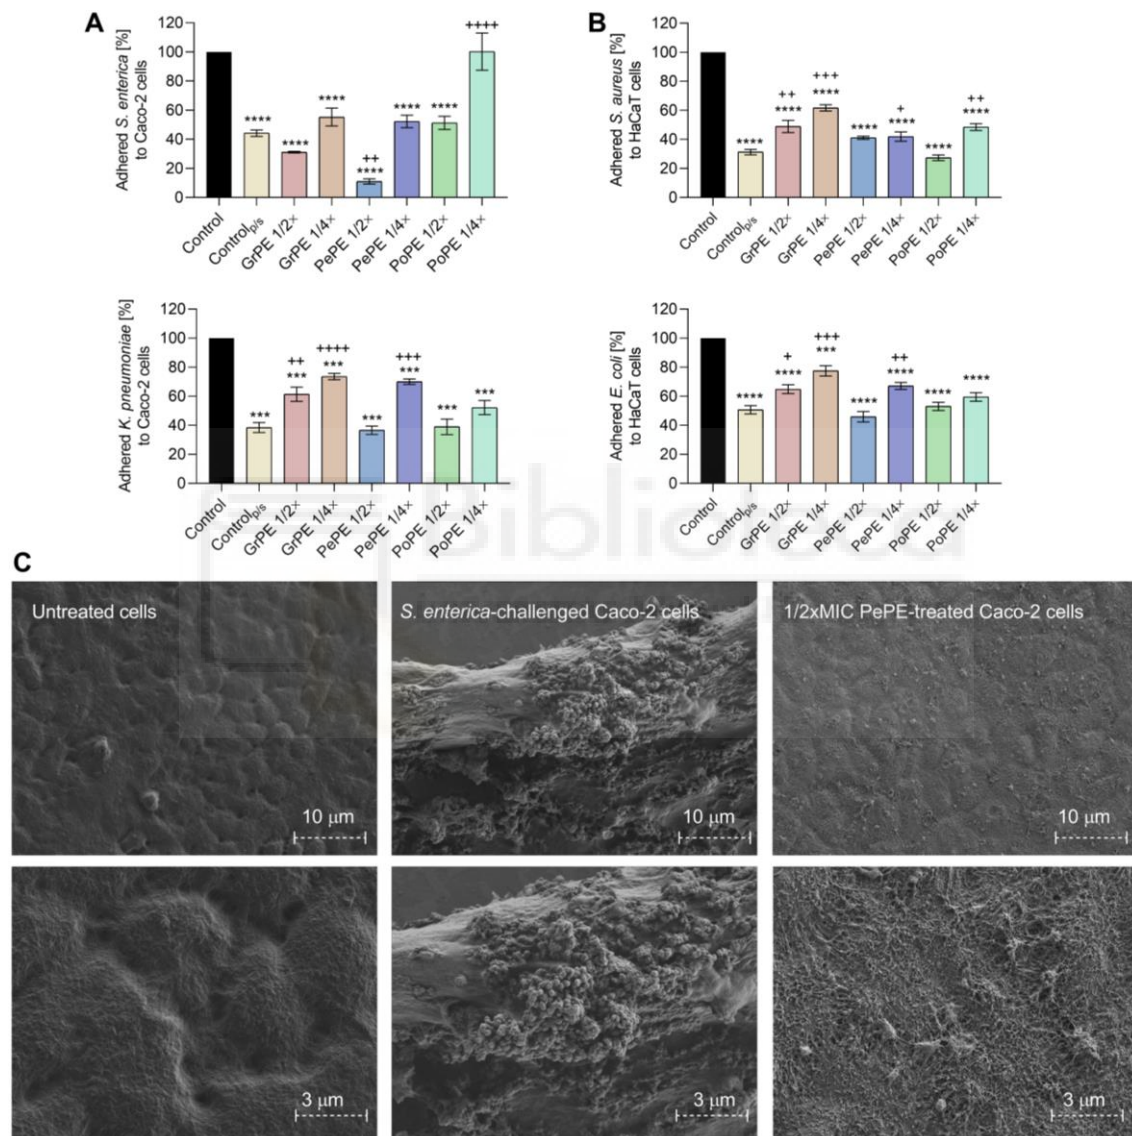 A
Adhered S. enterica [%]
to Caco-2 cells
120
100
80
60
40
20
0
****
****
****
++
****
****
****
++++
Control
Controlp/s
GrPE 1/2×
GrPE 1/4×
PePE 1/2×
PePE 1/4×
PoPE 1/2×
PoPE 1/4×
B
Adhered S. aureus [%]
to HaCaT cells
120
100
80
60
40
20
0
****
++
****
+++
****
****
+
****
****
++
****
Control
Controlp/s
GrPE 1/2×
GrPE 1/4×
PePE 1/2×
PePE 1/4×
PoPE 1/2×
PoPE 1/4×
Adhered K. pneumoniae [%]
to Caco-2 cells
120
100
80
60
40
20
0
***
++
***
++++
***
***
+++
***
***
***
Control
Controlp/s
GrPE 1/2×
GrPE 1/4×
PePE 1/2×
PePE 1/4×
PoPE 1/2×
PoPE 1/4×
Adhered E. coli [%]
to HaCaT cells
120
100
80
60
40
20
0
****
+
****
+++
***
****
++
****
****
****
Control
Controlp/s
GrPE 1/2×
GrPE 1/4×
PePE 1/2×
PePE 1/4×
PoPE 1/2×
PoPE 1/4×
Biblioteca
C
Untreated cells
10 μm
S. enterica-challenged Caco-2 cells
10 μm
1/2xMIC PePE-treated Caco-2 cells
10 μm
3 μm
3 μm
3 μm